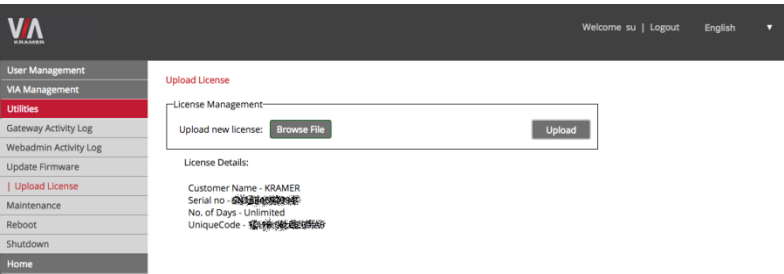 VIA
KRAMER
Welcome su | Logout English ▼
User Management
VIA Management
Utilities
Gateway Activity Log
Webadmin Activity Log
Update Firmware
| Upload License
Maintenance
Reboot
Shutdown
Home
Upload License
License Management
Upload new license: Browse File Upload
License Details:
Customer Name - KRAMER
Serial no -
No. of Days - Unlimited
UniqueCode -